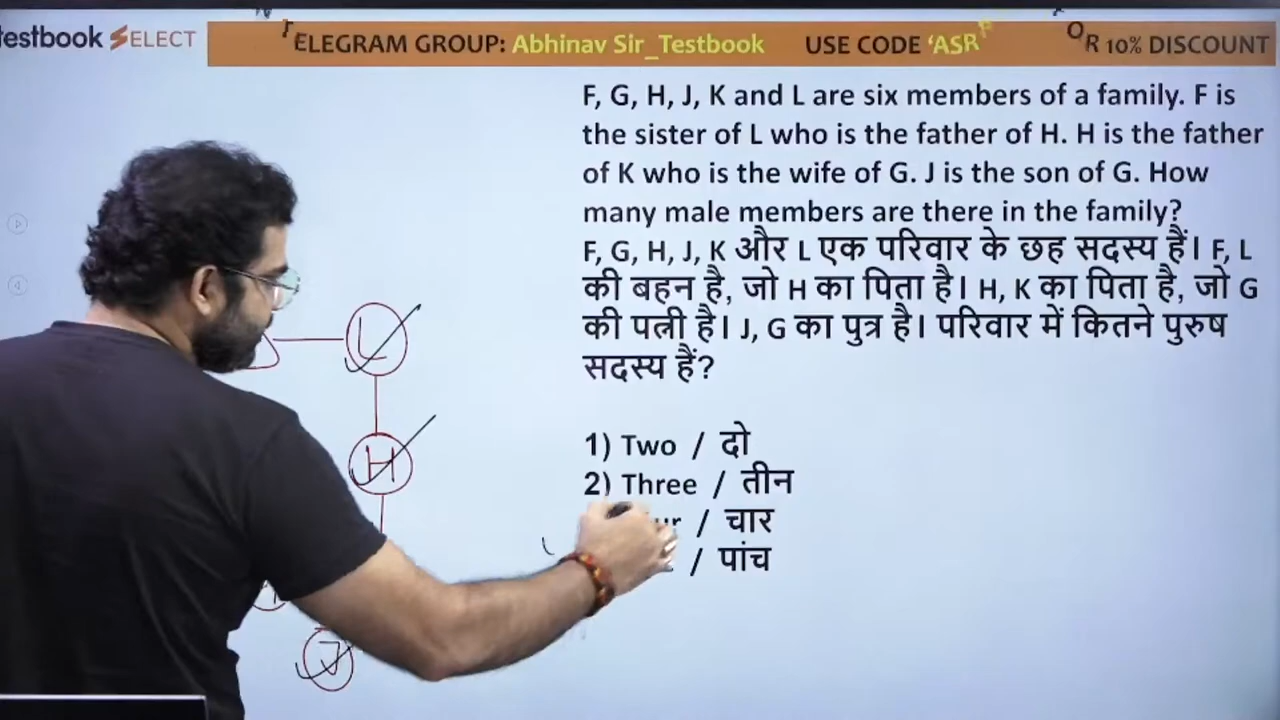 testbook SELECT
TELEGRAM GROUP: Abhinav Sir_Testbook USE CODE 'ASR' FOR 10% DISCOUNT
F, G, H, J, K and L are six members of a family. F is
the sister of L who is the father of H. H is the father
of K who is the wife of G. J is the son of G. How
many male members are there in the family?
F, G, H, J, K और L एक परिवार के छह सदस्य हैं। F, L
की बहन है, जो H का पिता है। H, K का पिता है, जो G
की पत्नी है। J, G का पुत्र है। परिवार में कितने पुरुष
सदस्य हैं?
L
H
J
1) Two / दो
2) Three / तीन
/ चार
/ पांच